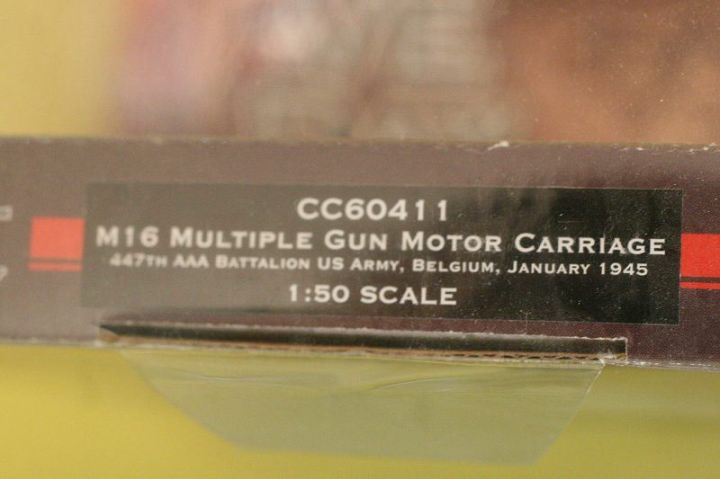 CC60411
M16 MULTIPLE GUN MOTOR CARRIAGE
447TH AAA BATTALION US ARMY, BELGIUM, JANUARY 1945
1:50 SCALE